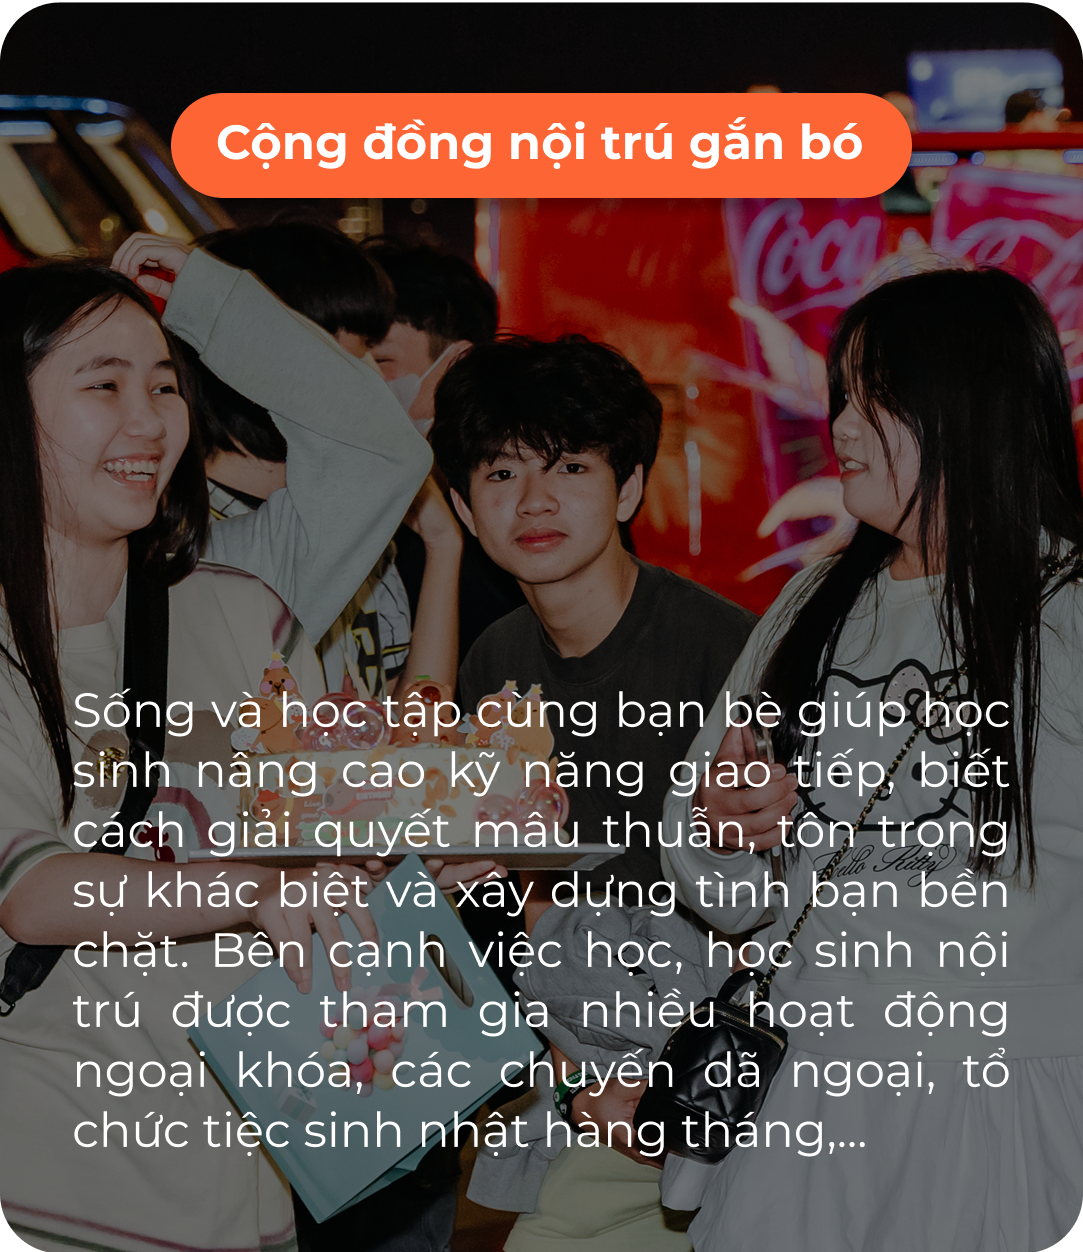 Cộng đồng nội trú gắn bó
Coca
Sống và học tập cùng bạn bè giúp học
sinh nâng cao kỹ năng giao tiếp, biết
cách giải quyết mâu thuẫn, tôn trọng
sự khác biệt và xây dựng tình bạn bền
chặt. Bên cạnh việc học, học sinh nội
trú được tham gia nhiều hoạt động
ngoại khóa, các chuyến dã ngoại, tổ
chức tiệc sinh nhật hàng tháng,...
Hello Kitty